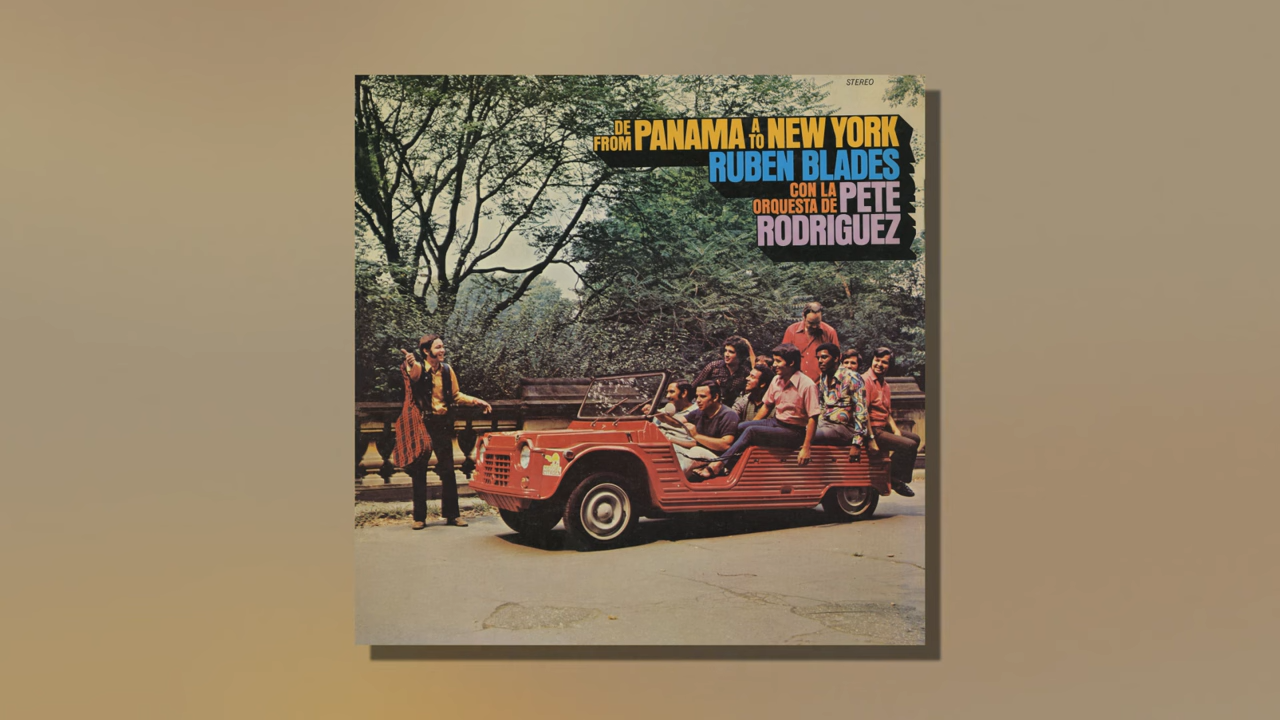 STEREO
DE FROM PANAMA A TO NEW YORK
RUBEN BLADES
CON LA ORQUESTA DE PETE
RODRIGUEZ